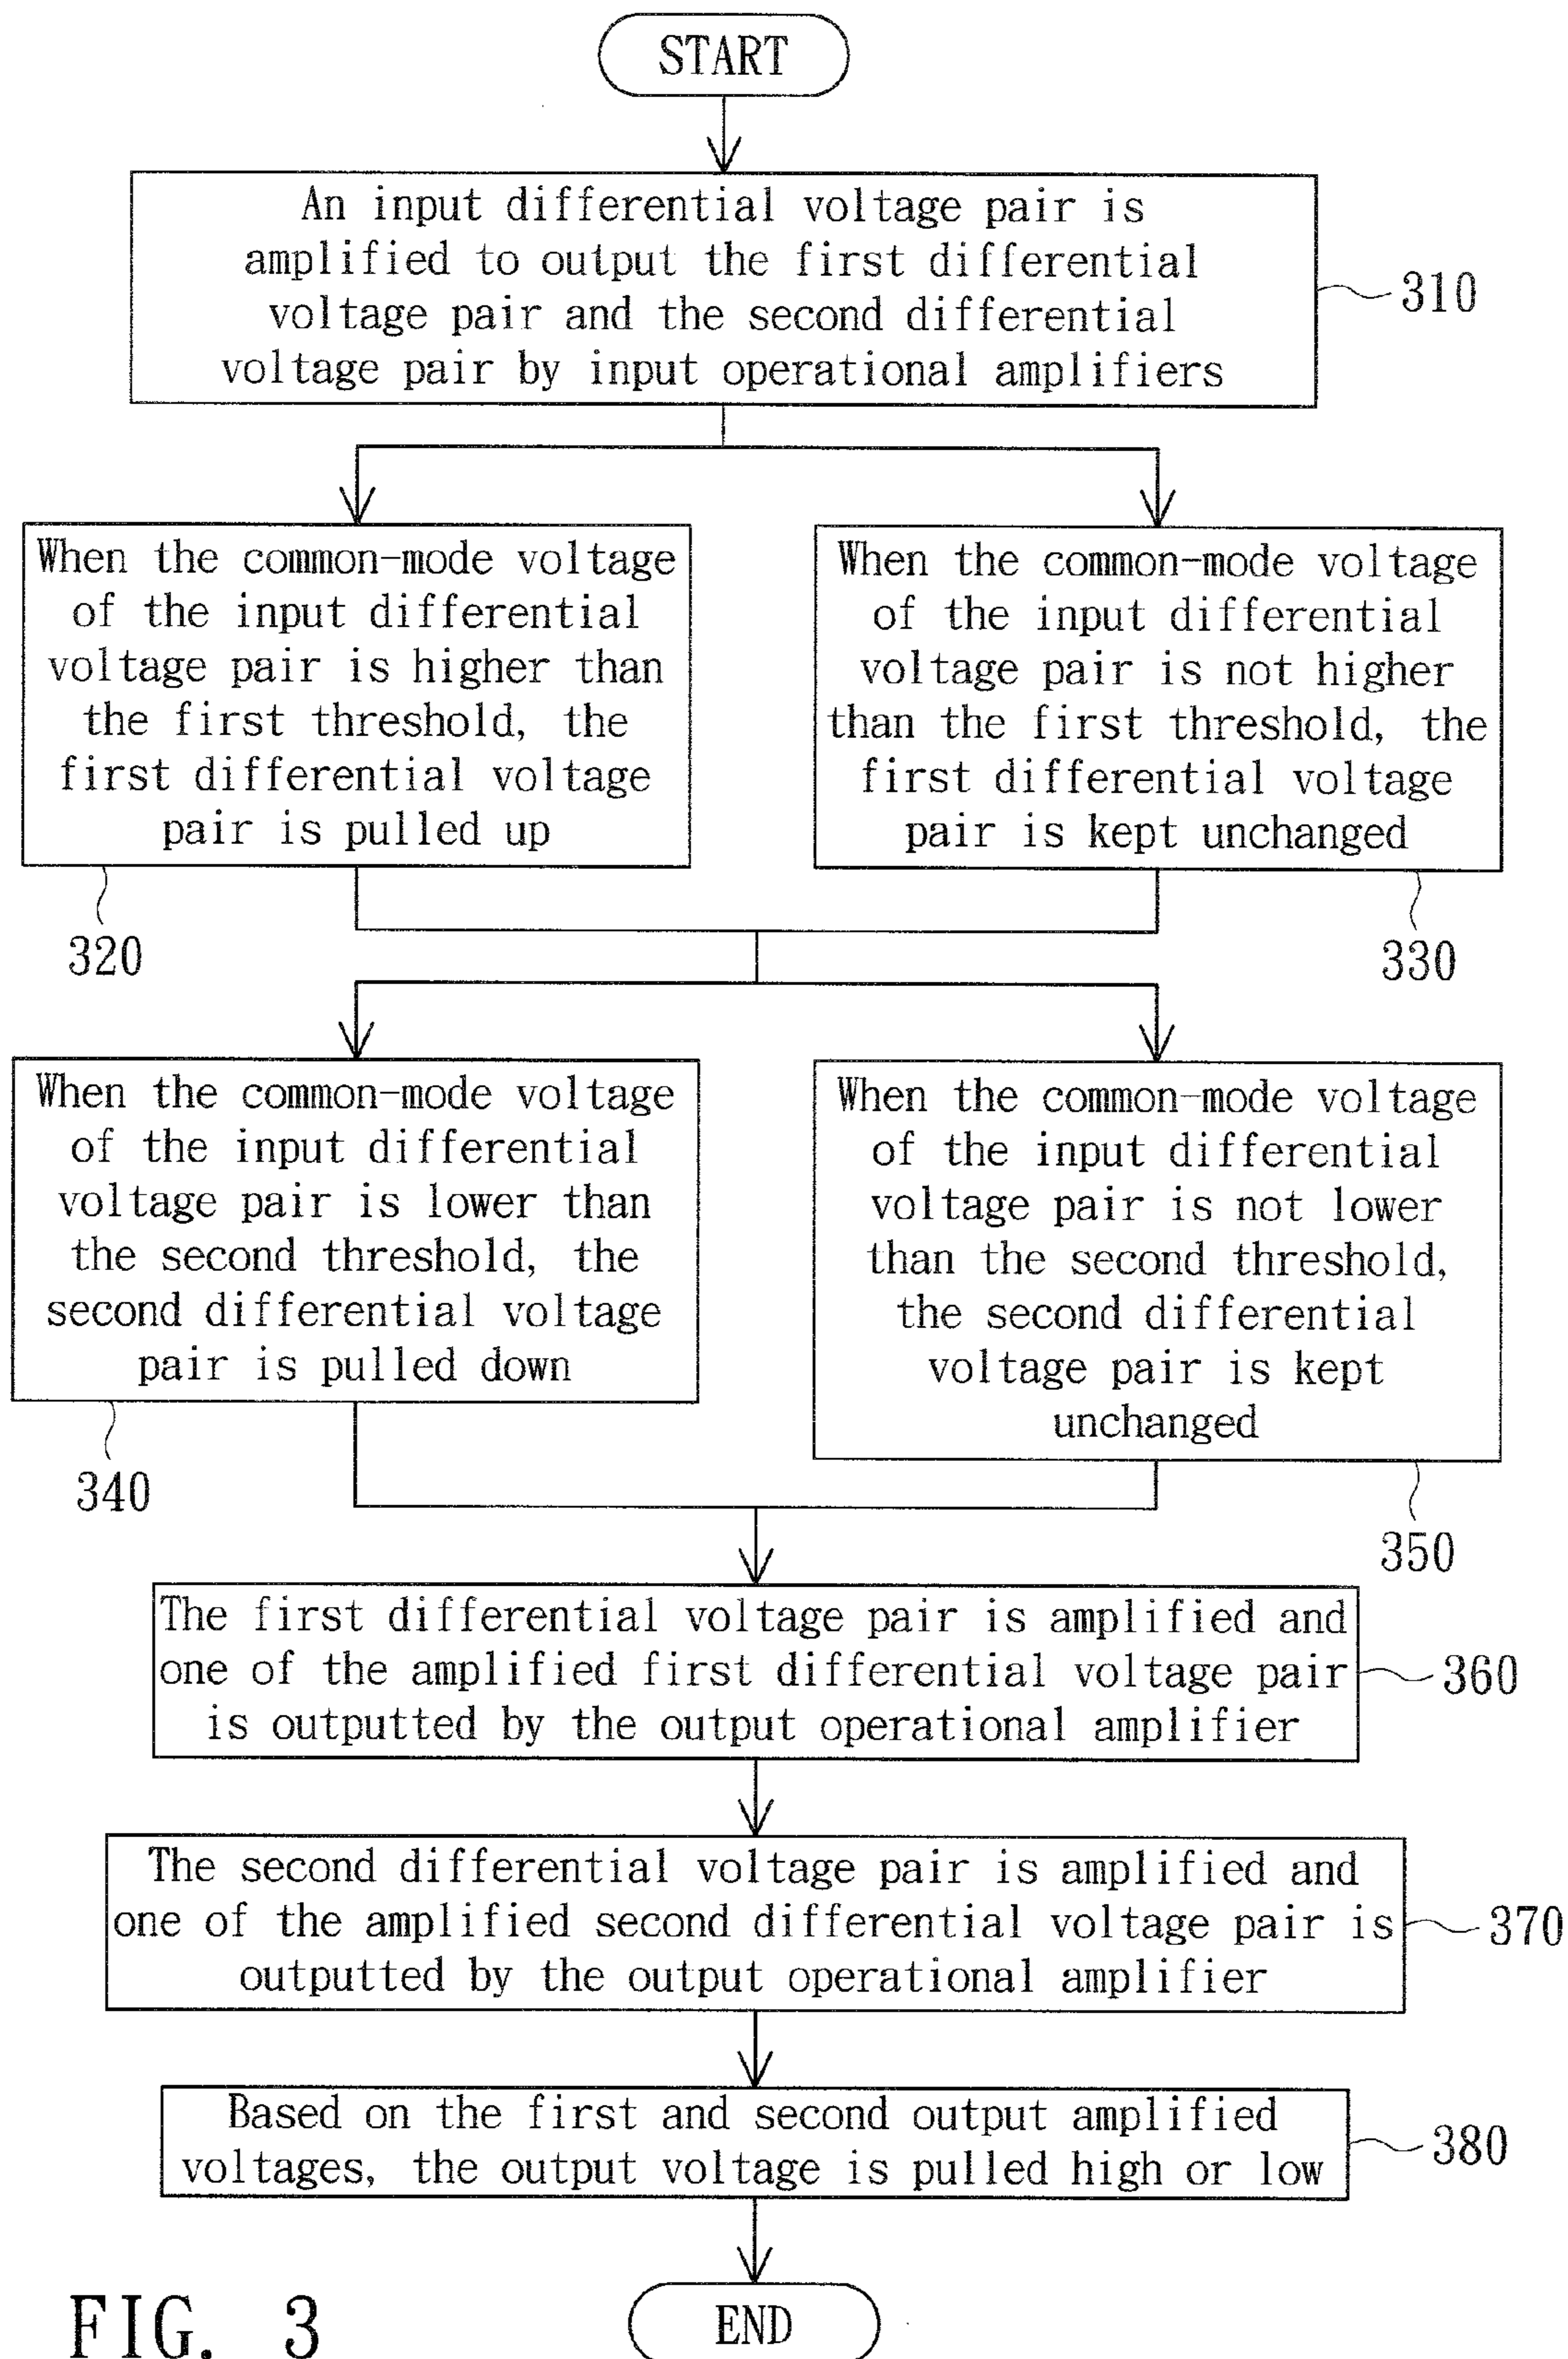 START
An input differential voltage pair is
amplified to output the first differential
voltage pair and the second differential
voltage pair by input operational amplifiers
310
When the common-mode voltage
of the input differential
voltage pair is higher than
the first threshold, the
first differential voltage
pair is pulled up
320
When the common-mode voltage
of the input differential
voltage pair is not higher
than the first threshold, the
first differential voltage
pair is kept unchanged
330
When the common-mode voltage
of the input differential
voltage pair is lower than
the second threshold, the
second differential voltage
pair is pulled down
340
When the common-mode voltage
of the input differential
voltage pair is not lower
than the second threshold,
the second differential
voltage pair is kept
unchanged
350
The first differential voltage pair is amplified and
one of the amplified first differential voltage pair
is outputted by the output operational amplifier
360
The second differential voltage pair is amplified and
one of the amplified second differential voltage pair is
outputted by the output operational amplifier
370
Based on the first and second output amplified
voltages, the output voltage is pulled high or low
380
END
FIG. 3